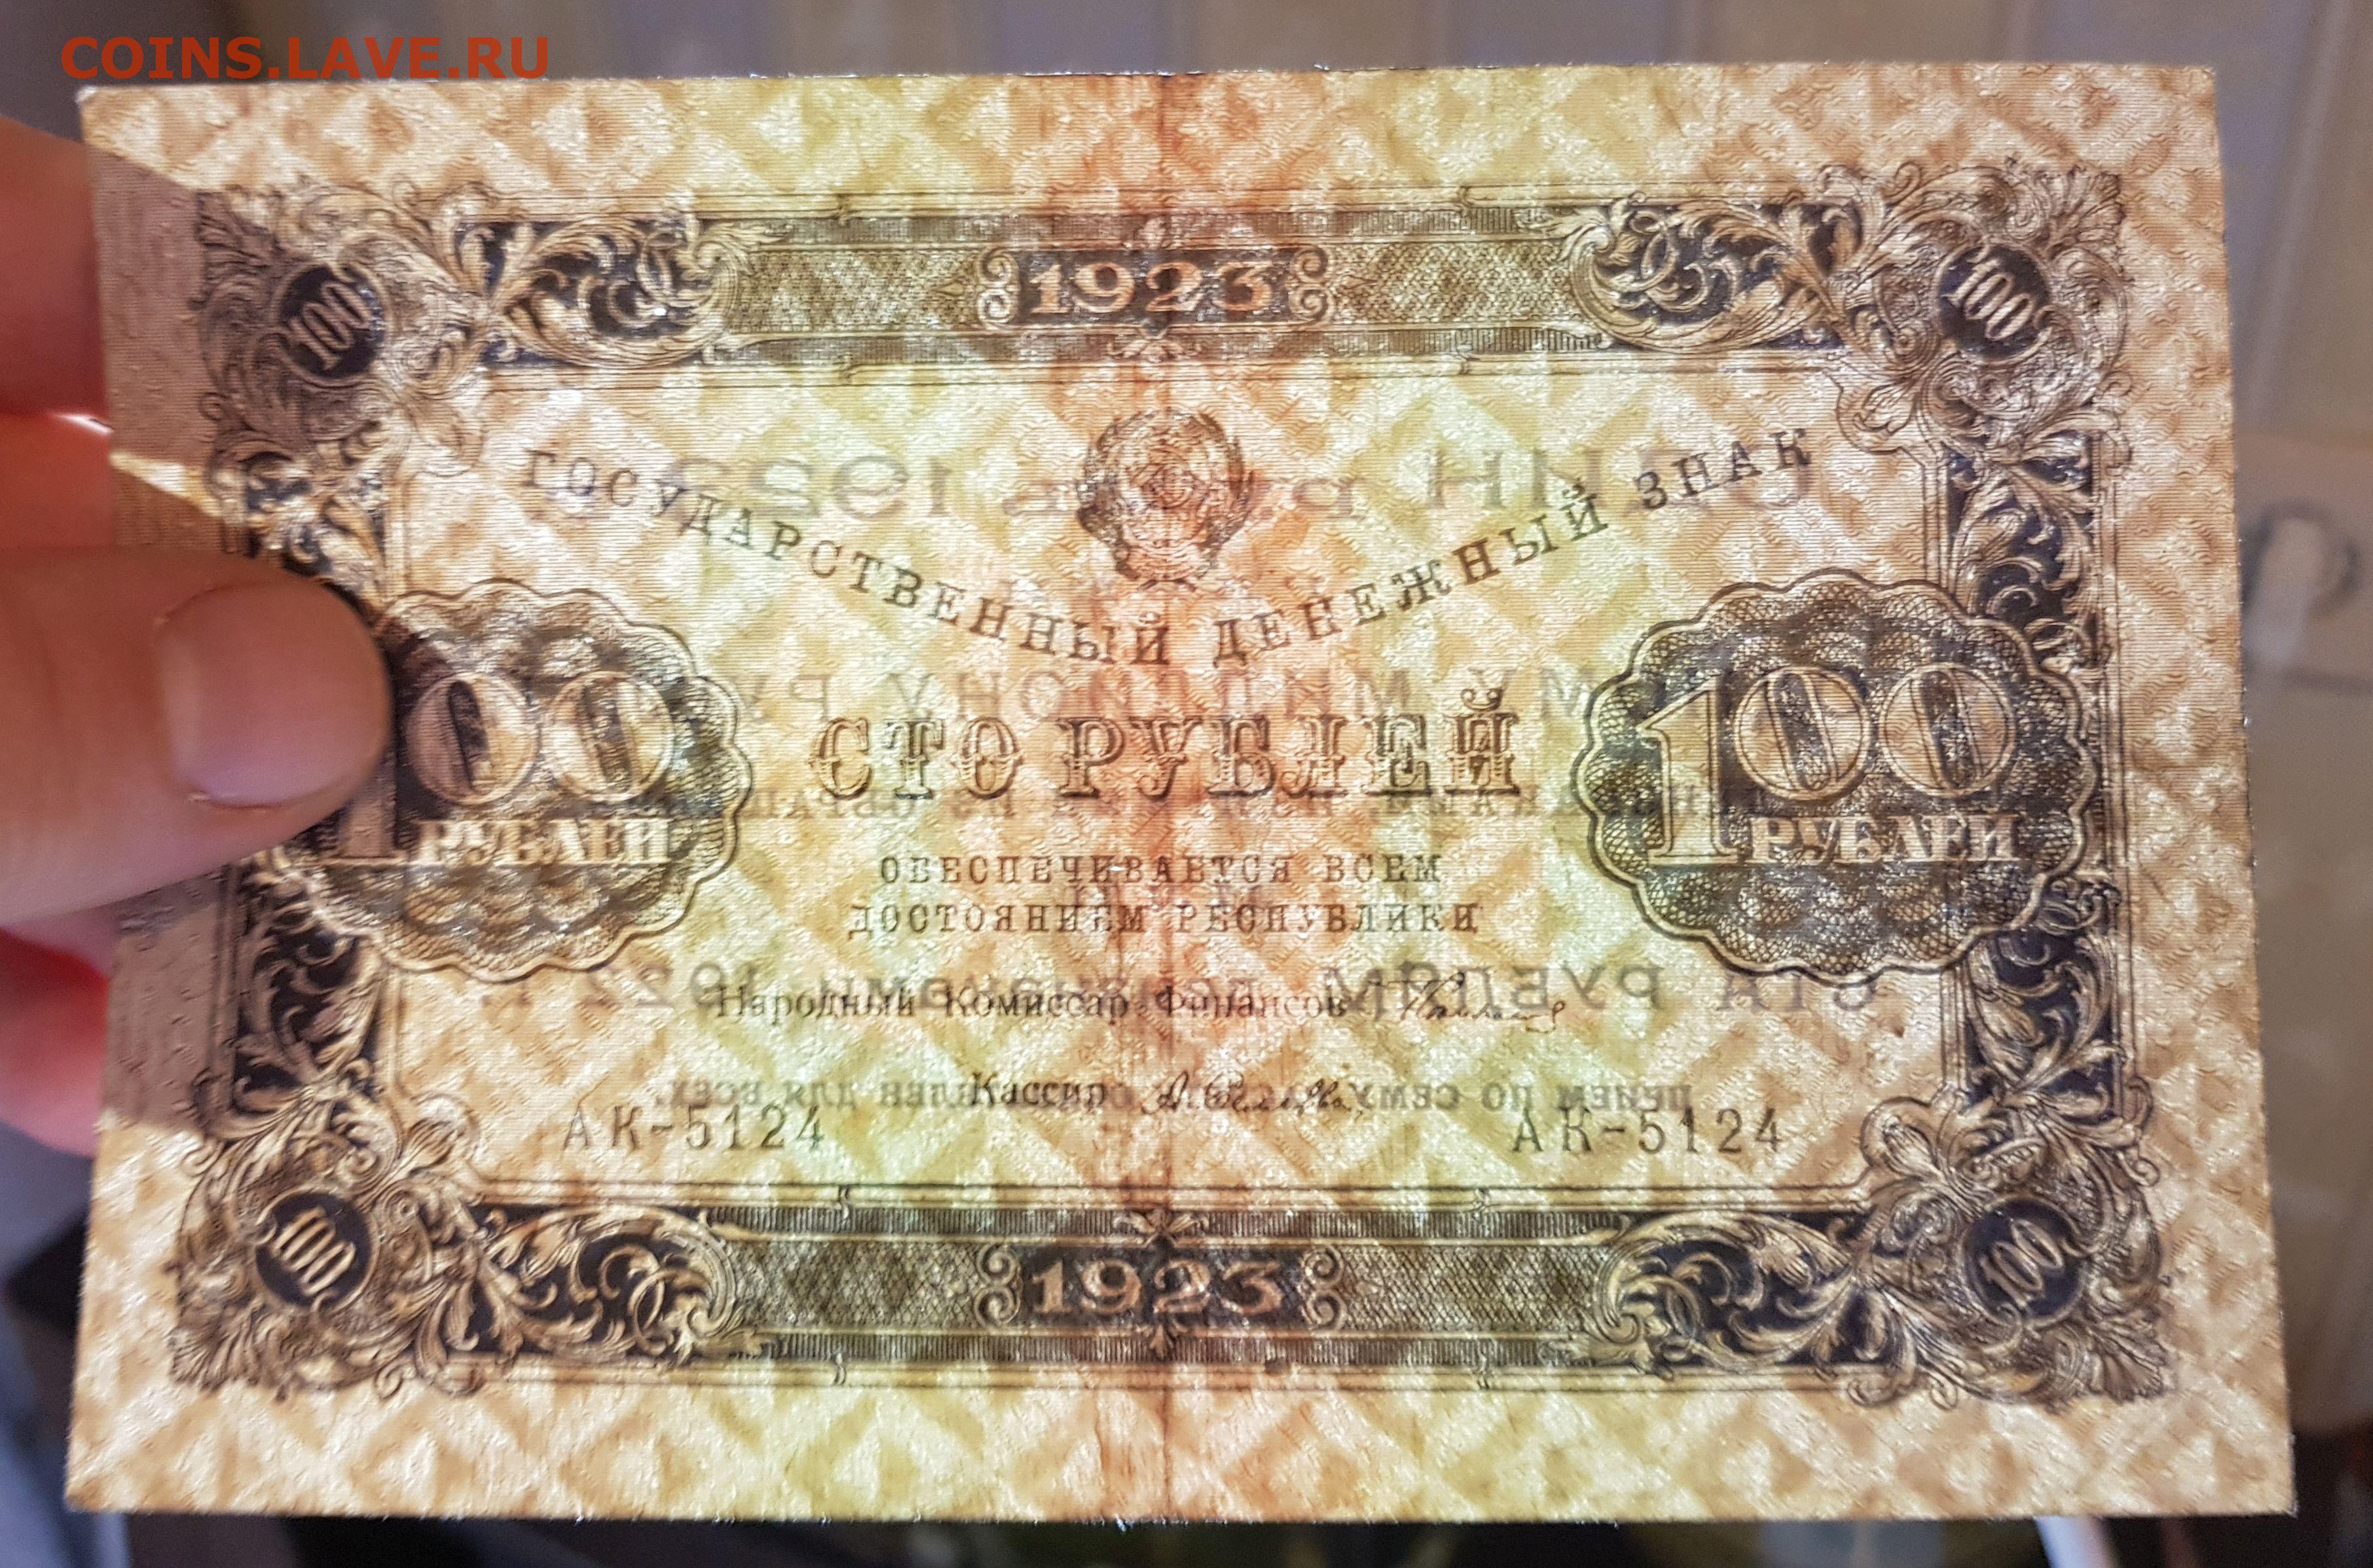 COINS.LAVE.RU
1923
100 100
ГОСУДАРСТВЕННЫЙ ДЕНЕЖНЫЙ ЗНАК
СТО РУБЛЕЙ
100 РУБЛЕЙ
100 РУБЛЕЙ
ОБЕСПЕЧИВАЕТСЯ ВСЕМ
ДОСТОЯНИЕМ РЕСПУБЛИКИ
Народный Комиссар Финансов
Кассир
АК-5124 АК-5124
100 100
1923